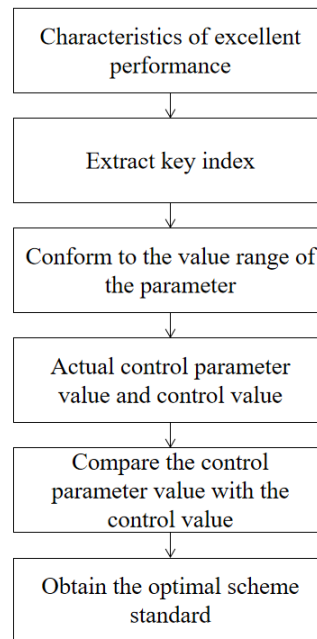 Characteristics of excellent
performance
Extract key index
Conform to the value range of
the parameter
Actual control parameter
value and control value
Compare the control
parameter value with the
control value
Obtain the optimal scheme
standard